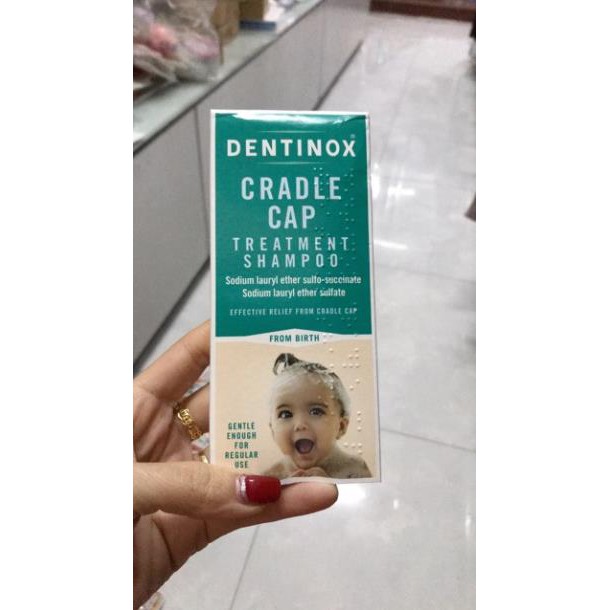 DENTINOX®
CRADLE
CAP
TREATMENT
SHAMPOO
Sodium lauryl ether sulfo-succinate
Sodium lauryl ether sulfate
EFFECTIVE RELIEF FROM CRADLE CAP
FROM BIRTH
GENTLE
ENOUGH
FOR
REGULAR
USE